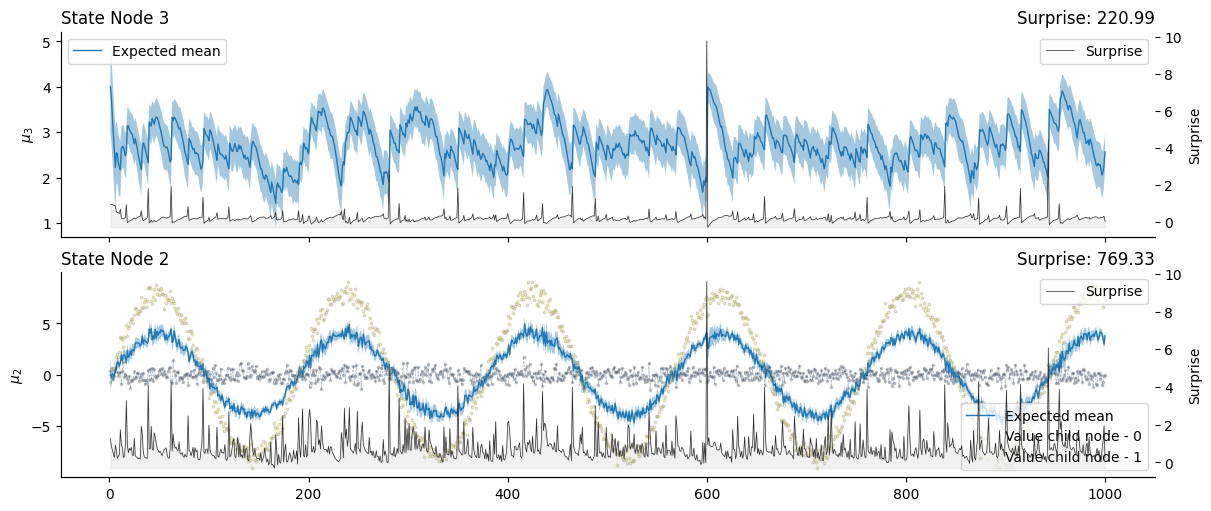 State Node 3
Surprise: 220.99
5
4
3
2
1
μ3
Expected mean
Surprise
10
8
6
4
2
0
Surprise
State Node 2
Surprise: 769.33
5
0
−5
μ2
Surprise
Expected mean
Value child node - 0
Value child node - 1
10
8
6
4
2
0
Surprise
0
200
400
600
800
1000